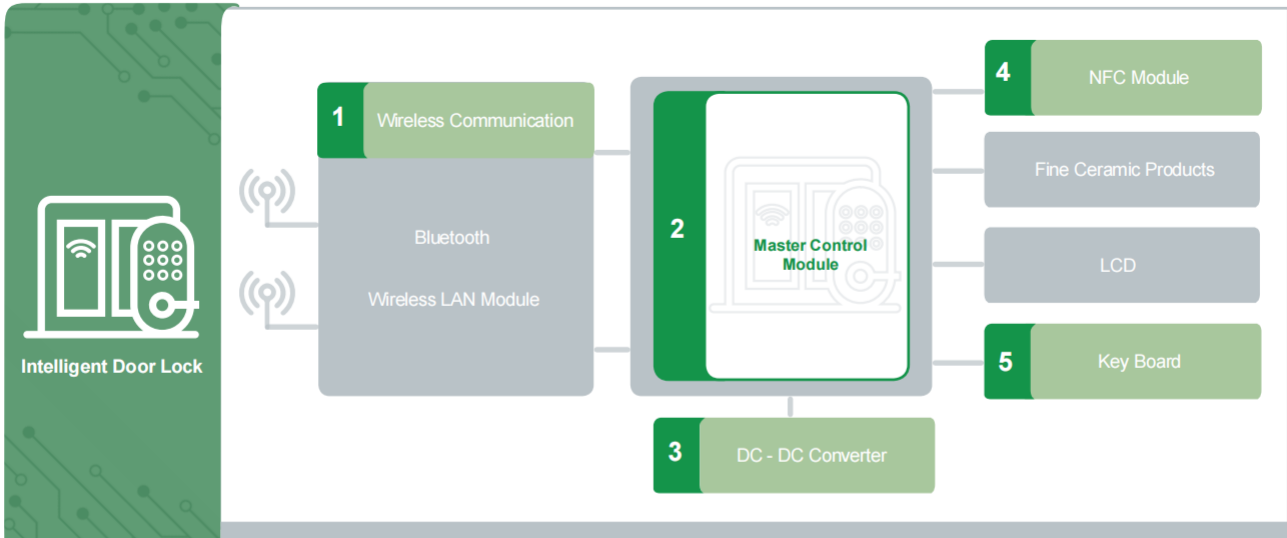 Intelligent Door Lock
1
Wireless Communication
Bluetooth
Wireless LAN Module
2
Master Control
Module
3
DC - DC Converter
4
NFC Module
Fine Ceramic Products
LCD
5
Key Board